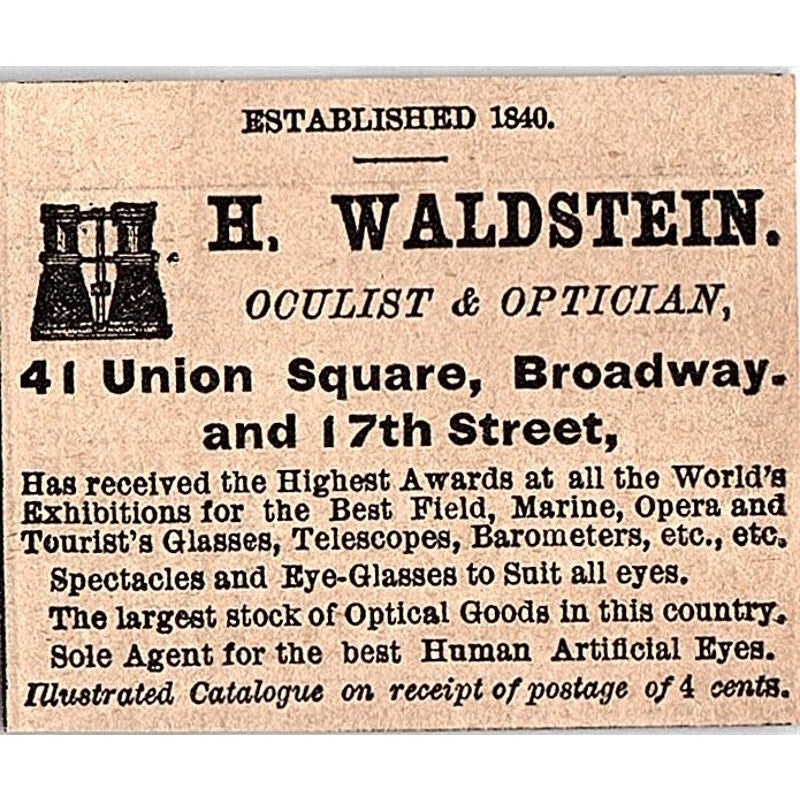 ESTABLISHED 1840.
H. WALDSTEIN.
OCULIST & OPTICIAN,
41 Union Square, Broadway.
and 17th Street,
Has received the Highest Awards at all the World's
Exhibitions for the Best Field, Marine, Opera and
Tourist's Glasses, Telescopes, Barometers, etc., etc.
Spectacles and Eye-Glasses to Suit all eyes.
The largest stock of Optical Goods in this country.
Sole Agent for the best Human Artificial Eyes.
Illustrated Catalogue on receipt of postage of 4 cents.